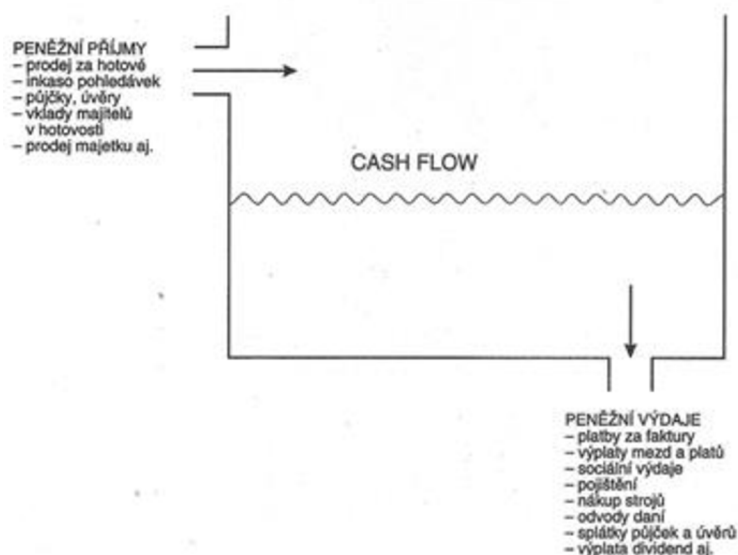 PENĚŽNÍ PŘÍJMY
– prodej za hotové
– inkaso pohledávek
– půjčky, úvěry
– vklady majitelů
v hotovosti
– prodej majetku aj.
CASH FLOW
PENĚŽNÍ VÝDAJE
– platby za faktury
– výplaty mezd a platů
– sociální výdaje
– pojištění
– nákup strojů
– odvody daní
– splátky půjček a úvěrů
– výplata dividend aj.